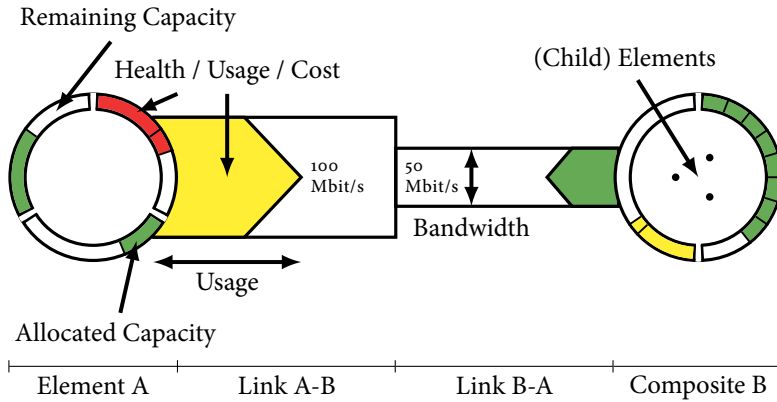 Remaining Capacity
Health / Usage / Cost
(Child) Elements
100
Mbit/s
50
Mbit/s
Bandwidth
Usage
Allocated Capacity
Element A
Link A-B
Link B-A
Composite B